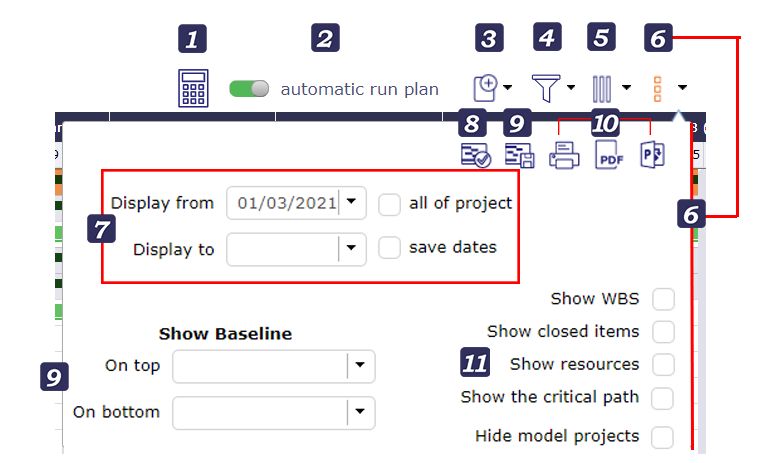 1 2 3 4 5 6
automatic run plan
8 9 10
PDF P
Display from 01/03/2021 all of project
7 6
Display to save dates
Show WBS
Show Baseline Show closed items
On top 11 Show resources
9
Show the critical path
On bottom
Hide model projects